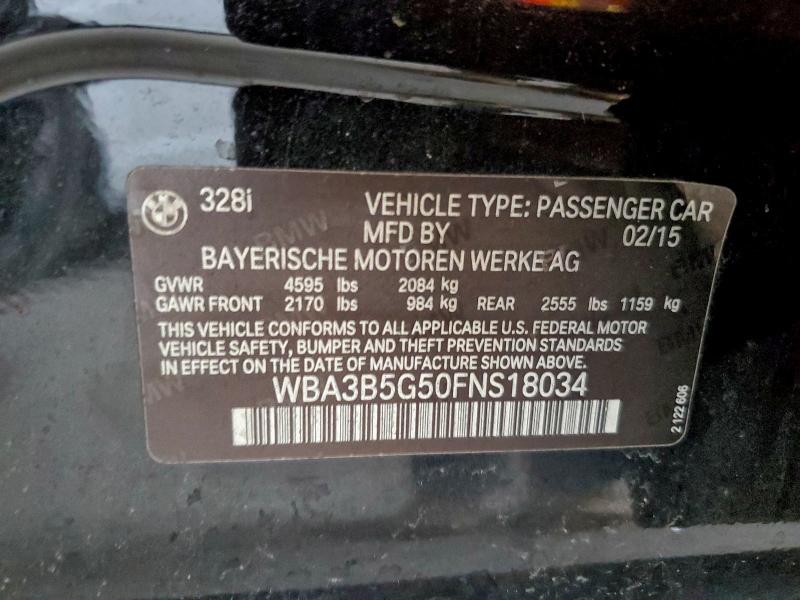 328i VEHICLE TYPE: PASSENGER CAR
MFD BY 02/15
BAYERISCHE MOTOREN WERKE AG
GVWR 4595 lbs 2084 kg
GAWR FRONT 2170 lbs 984 kg REAR 2555 lbs 1159 kg
THIS VEHICLE CONFORMS TO ALL APPLICABLE U.S. FEDERAL MOTOR
VEHICLE SAFETY, BUMPER AND THEFT PREVENTION STANDARDS
IN EFFECT ON THE DATE OF MANUFACTURE SHOWN ABOVE.
WBA3B5G50FNS18034
2 122 606